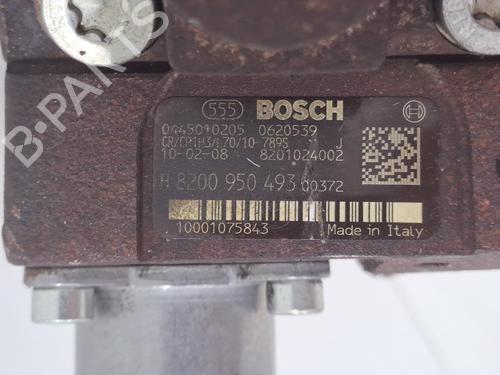 555 BOSCH
0445010205 0620539
CR/CP1H3/L70/10 789S J
10-02-08 8201024002
H 8200 950 493 00372
10001075843 Made in Italy
B-PARTS